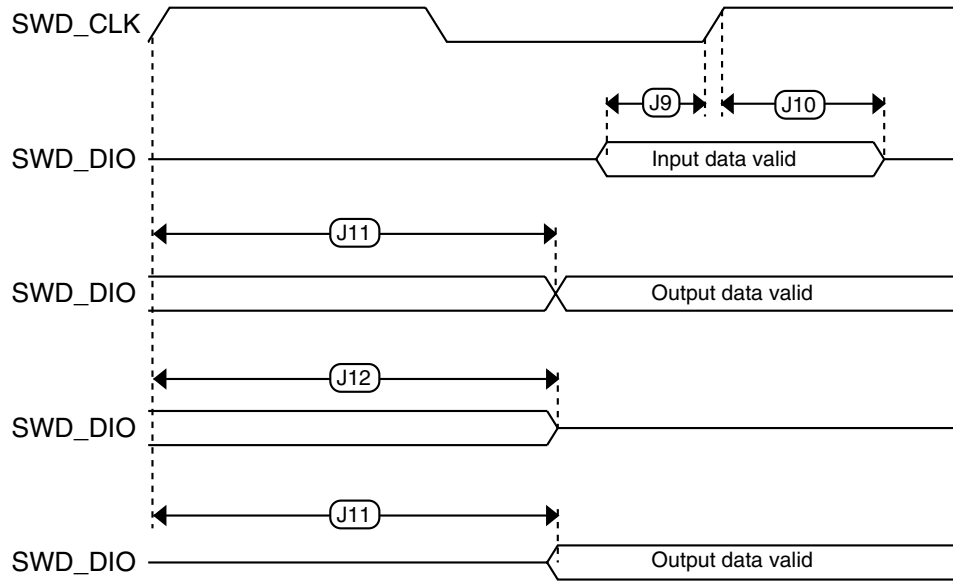 SWD_CLK
J9
J10
SWD_DIO
Input data valid
J11
SWD_DIO
Output data valid
J12
SWD_DIO
J11
SWD_DIO
Output data valid